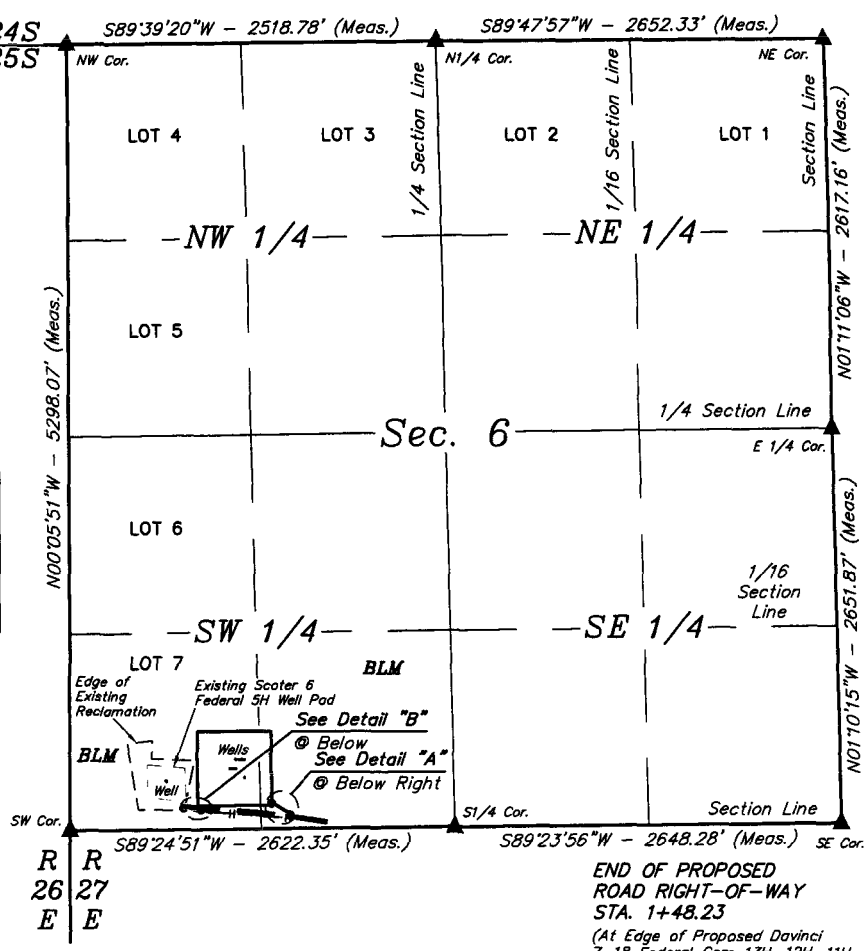 24S
S89°39'20"W - 2518.78' (Meas.)
S89°47'57"W - 2652.33' (Meas.)
25S
NW Cor.
N1/4 Cor.
NE Cor.
1/4 Section Line
1/16 Section Line
Section Line
LOT 4
LOT 3
LOT 2
LOT 1
N01°11'06"W - 2617.16' (Meas.)
NW 1/4
NE 1/4
LOT 5
N00°05'51"W - 5298.07' (Meas.)
1/4 Section Line
Sec. 6
E 1/4 Cor.
LOT 6
1/16
Section
Line
N01°10'15"W - 2651.87' (Meas.)
SW 1/4
SE 1/4
LOT 7
BLM
Edge of
Existing
Reclamation
Existing Scoter 6
Federal 5H Well Pad
See Detail "B"
@ Below
See Detail "A"
@ Below Right
BLM
Wells
Well
SW Cor.
S1/4 Cor.
Section Line
SE Cor.
S89°24'51"W - 2622.35' (Meas.)
S89°23'56"W - 2648.28' (Meas.)
R R
26 27
E E
END OF PROPOSED
ROAD RIGHT-OF-WAY
STA. 1+48.23
(At Edge of Proposed Davinci
7-18 Federal Com 13H, 12H, 11H